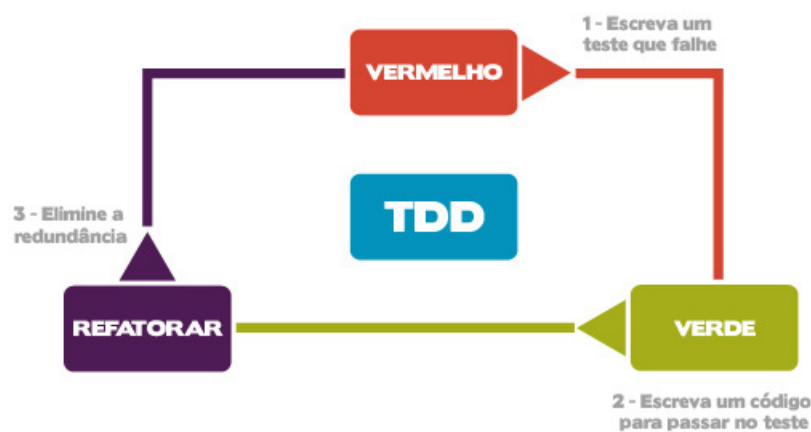 1 - Escreva um
teste que falhe
VERMELHO
TDD
3 - Elimine a
redundância
REFATORAR
VERDE
2 - Escreva um código
para passar no teste